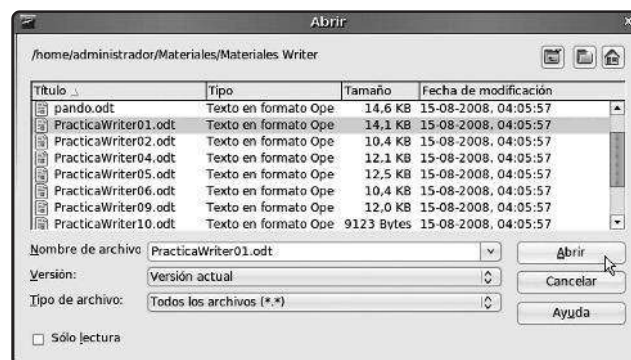 Abrir x
/home/administrador/Materiales/Materiales Writer
Título Tipo Tamaño Fecha de modificación
pando.odt Texto en formato Ope 14,6 KB 15-08-2008, 04:05:57
PracticaWriter01.odt Texto en formato Ope 14,1 KB 15-08-2008, 04:05:57
PracticaWriter02.odt Texto en formato Ope 10,4 KB 15-08-2008, 04:05:57
PracticaWriter04.odt Texto en formato Ope 12,1 KB 15-08-2008, 04:05:57
PracticaWriter05.odt Texto en formato Ope 12,5 KB 15-08-2008, 04:05:57
PracticaWriter06.odt Texto en formato Ope 10,4 KB 15-08-2008, 04:05:57
PracticaWriter09.odt Texto en formato Ope 12,0 KB 15-08-2008, 04:05:57
PracticaWriter10.odt Texto en formato Ope 9123 Bytes 15-08-2008, 04:05:57
Nombre de archivo PracticaWriter01.odt Abrir
Versión: Versión actual Cancelar
Tipo de archivo: Todos los archivos (*.*) Ayuda
Sólo lectura